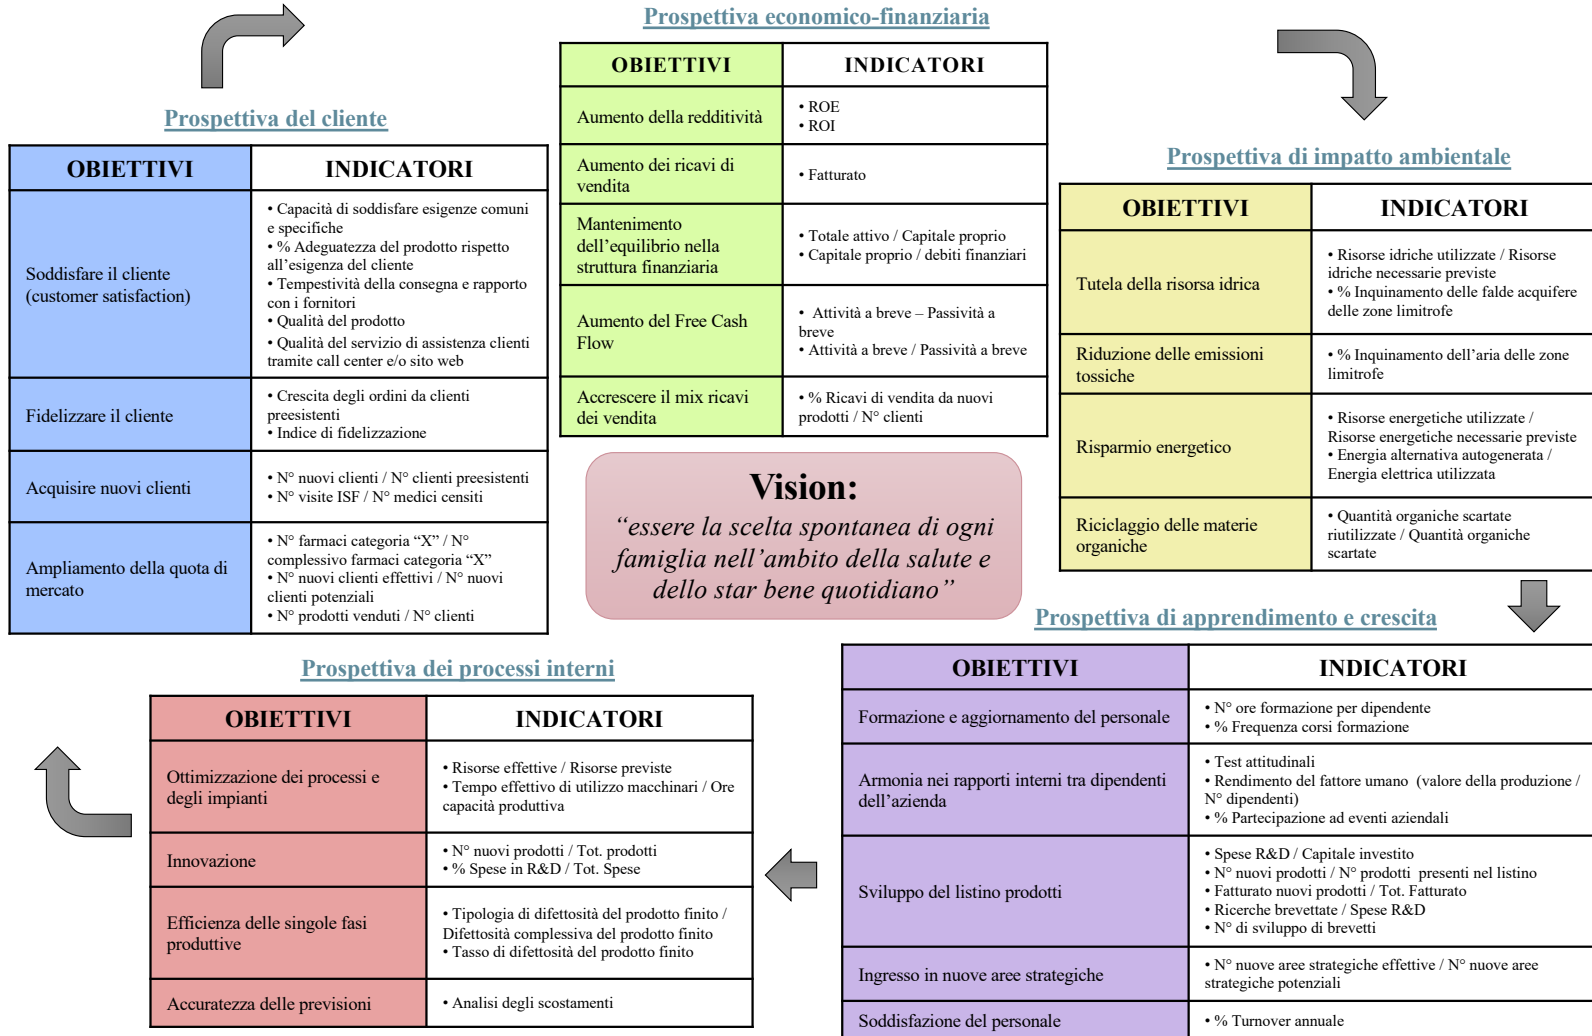 Prospettiva economico-finanziaria
OBIETTIVI
INDICATORI
Aumento della redditività
• ROE
• ROI
Aumento dei ricavi di
vendita
• Fatturato
Mantenimento
dell’equilibrio nella
struttura finanziaria
• Totale attivo / Capitale proprio
• Capitale proprio / debiti finanziari
Aumento del Free Cash
Flow
• Attività a breve – Passività a
breve
• Attività a breve / Passività a breve
Accrescere il mix ricavi
dei vendita
• % Ricavi di vendita da nuovi
prodotti / N° clienti
Prospettiva del cliente
OBIETTIVI
INDICATORI
Soddisfare il cliente
(customer satisfaction)
• Capacità di soddisfare esigenze comuni
e specifiche
• % Adeguatezza del prodotto rispetto
all’esigenza del cliente
• Tempestività della consegna e rapporto
con i fornitori
• Qualità del prodotto
• Qualità del servizio di assistenza clienti
tramite call center e/o sito web
Fidelizzare il cliente
• Crescita degli ordini da clienti
preesistenti
• Indice di fidelizzazione
Acquisire nuovi clienti
• N° nuovi clienti / N° clienti preesistenti
• N° visite ISF / N° medici censiti
Ampliamento della quota di
mercato
• N° farmaci categoria “X” / N°
complessivo farmaci categoria “X”
• N° nuovi clienti effettivi / N° nuovi
clienti potenziali
• N° prodotti venduti / N° clienti
Prospettiva di impatto ambientale
OBIETTIVI
INDICATORI
Tutela della risorsa idrica
• Risorse idriche utilizzate / Risorse
idriche necessarie previste
• % Inquinamento delle falde acquifere
delle zone limitrofe
Riduzione delle emissioni
tossiche
• % Inquinamento dell’aria delle zone
limitrofe
Risparmio energetico
• Risorse energetiche utilizzate /
Risorse energetiche necessarie previste
• Energia alternativa autogenerata /
Energia elettrica utilizzata
Riciclaggio delle materie
organiche
• Quantità organiche scartate
riutilizzate / Quantità organiche
scartate
Vision:
“essere la scelta spontanea di ogni
famiglia nell’ambito della salute e
dello star bene quotidiano”
Prospettiva dei processi interni
OBIETTIVI
INDICATORI
Ottimizzazione dei processi e
degli impianti
• Risorse effettive / Risorse previste
• Tempo effettivo di utilizzo macchinari / Ore
capacità produttiva
Innovazione
• N° nuovi prodotti / Tot. prodotti
• % Spese in R&D / Tot. Spese
Efficienza delle singole fasi
produttive
• Tipologia di difettosità del prodotto finito /
Difettosità complessiva del prodotto finito
• Tasso di difettosità del prodotto finito
Accuratezza delle previsioni
• Analisi degli scostamenti
Prospettiva di apprendimento e crescita
OBIETTIVI
INDICATORI
Formazione e aggiornamento del personale
• N° ore formazione per dipendente
• % Frequenza corsi formazione
Armonia nei rapporti interni tra dipendenti
dell’azienda
• Test attitudinali
• Rendimento del fattore umano (valore della produzione /
N° dipendenti)
• % Partecipazione ad eventi aziendali
Sviluppo del listino prodotti
• Spese R&D / Capitale investito
• N° nuovi prodotti / N° prodotti presenti nel listino
• Fatturato nuovi prodotti / Tot. Fatturato
• Ricerche brevettate / Spese R&D
• N° di sviluppo di brevetti
Ingresso in nuove aree strategiche
• N° nuove aree strategiche effettive / N° nuove aree
strategiche potenziali
Soddisfazione del personale
• % Turnover annuale